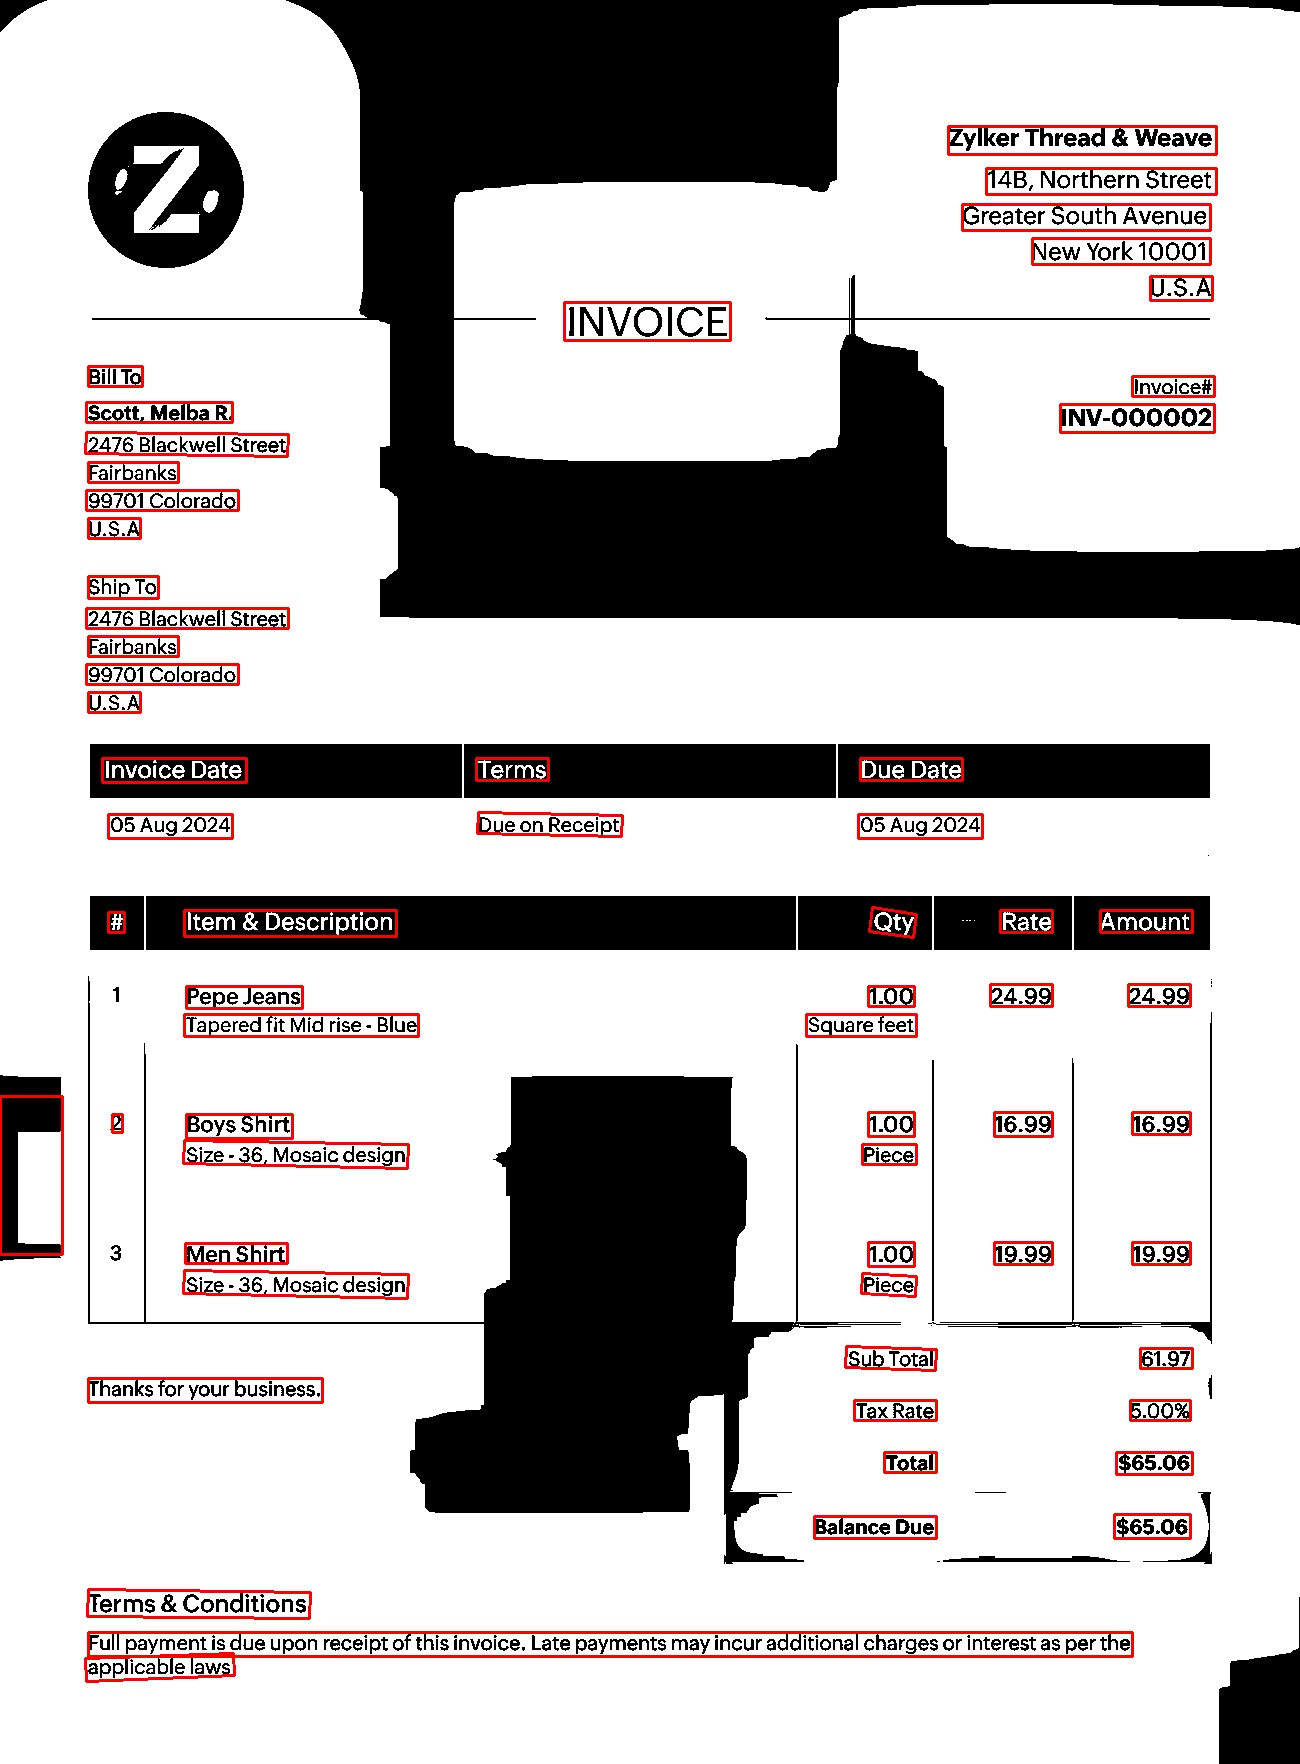 Z
Zylker Thread & Weave
14B, Northern Street
Greater South Avenue
New York 10001
U.S.A
INVOICE
Bill To
Scott, Melba R.
2476 Blackwell Street
Fairbanks
99701 Colorado
U.S.A
Invoice#
INV-000002
Ship To
2476 Blackwell Street
Fairbanks
99701 Colorado
U.S.A
Invoice Date Terms Due Date
05 Aug 2024 Due on Receipt 05 Aug 2024
# Item & Description Qty Rate Amount
1 Pepe Jeans 1.00 24.99 24.99
Tapered fit Mid rise - Blue Square feet
2 Boys Shirt 1.00 16.99 16.99
Size - 36, Mosaic design Piece
3 Men Shirt 1.00 19.99 19.99
Size - 36, Mosaic design Piece
Sub Total 61.97
Thanks for your business.
Tax Rate 5.00%
Total $65.06
Balance Due $65.06
Terms & Conditions
Full payment is due upon receipt of this invoice. Late payments may incur additional charges or interest as per the
applicable laws